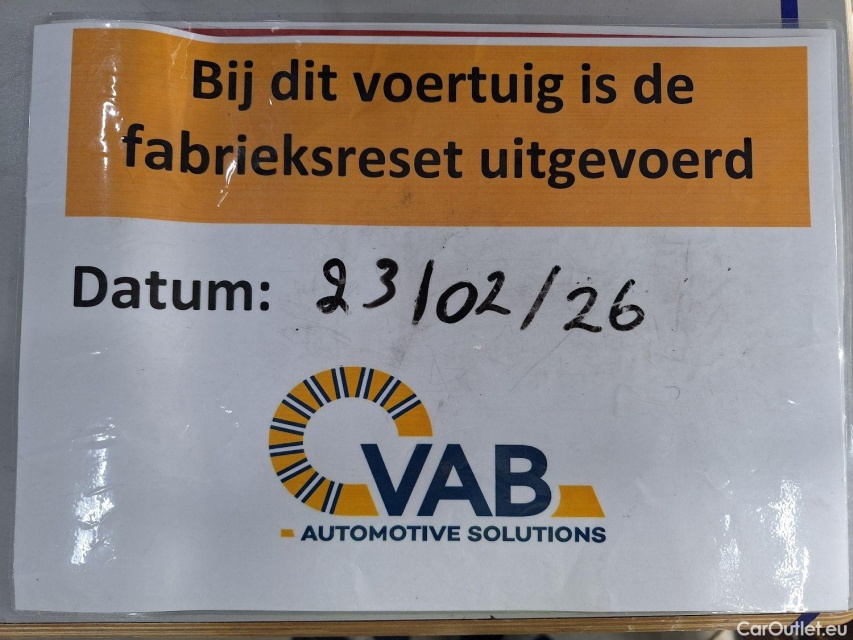 Bij dit voertuig is de
fabrieksreset uitgevoerd
Datum: 23/02/26
VAB
AUTOMOTIVE SOLUTIONS
CarOutlet.eu